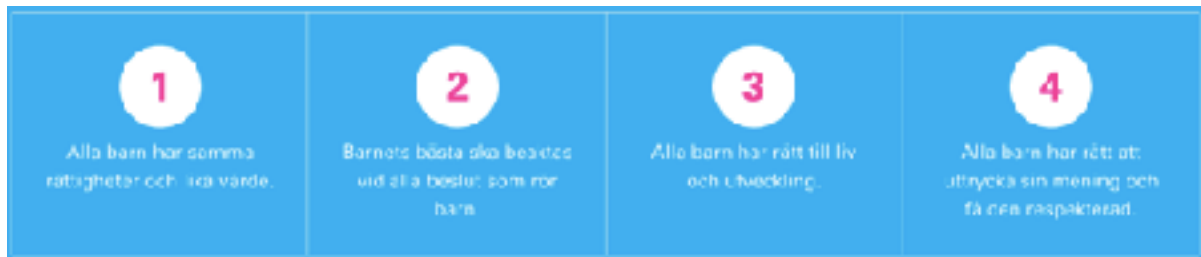 1
Alla barn har samma
rättigheter och lika värde.
2
Barnets bästa ska beaktas
vid alla beslut som rör
barn
3
Alla barn har rätt till liv
och utveckling.
4
Alla barn har rätt att
uttrycka sin mening och
få den respekterad.